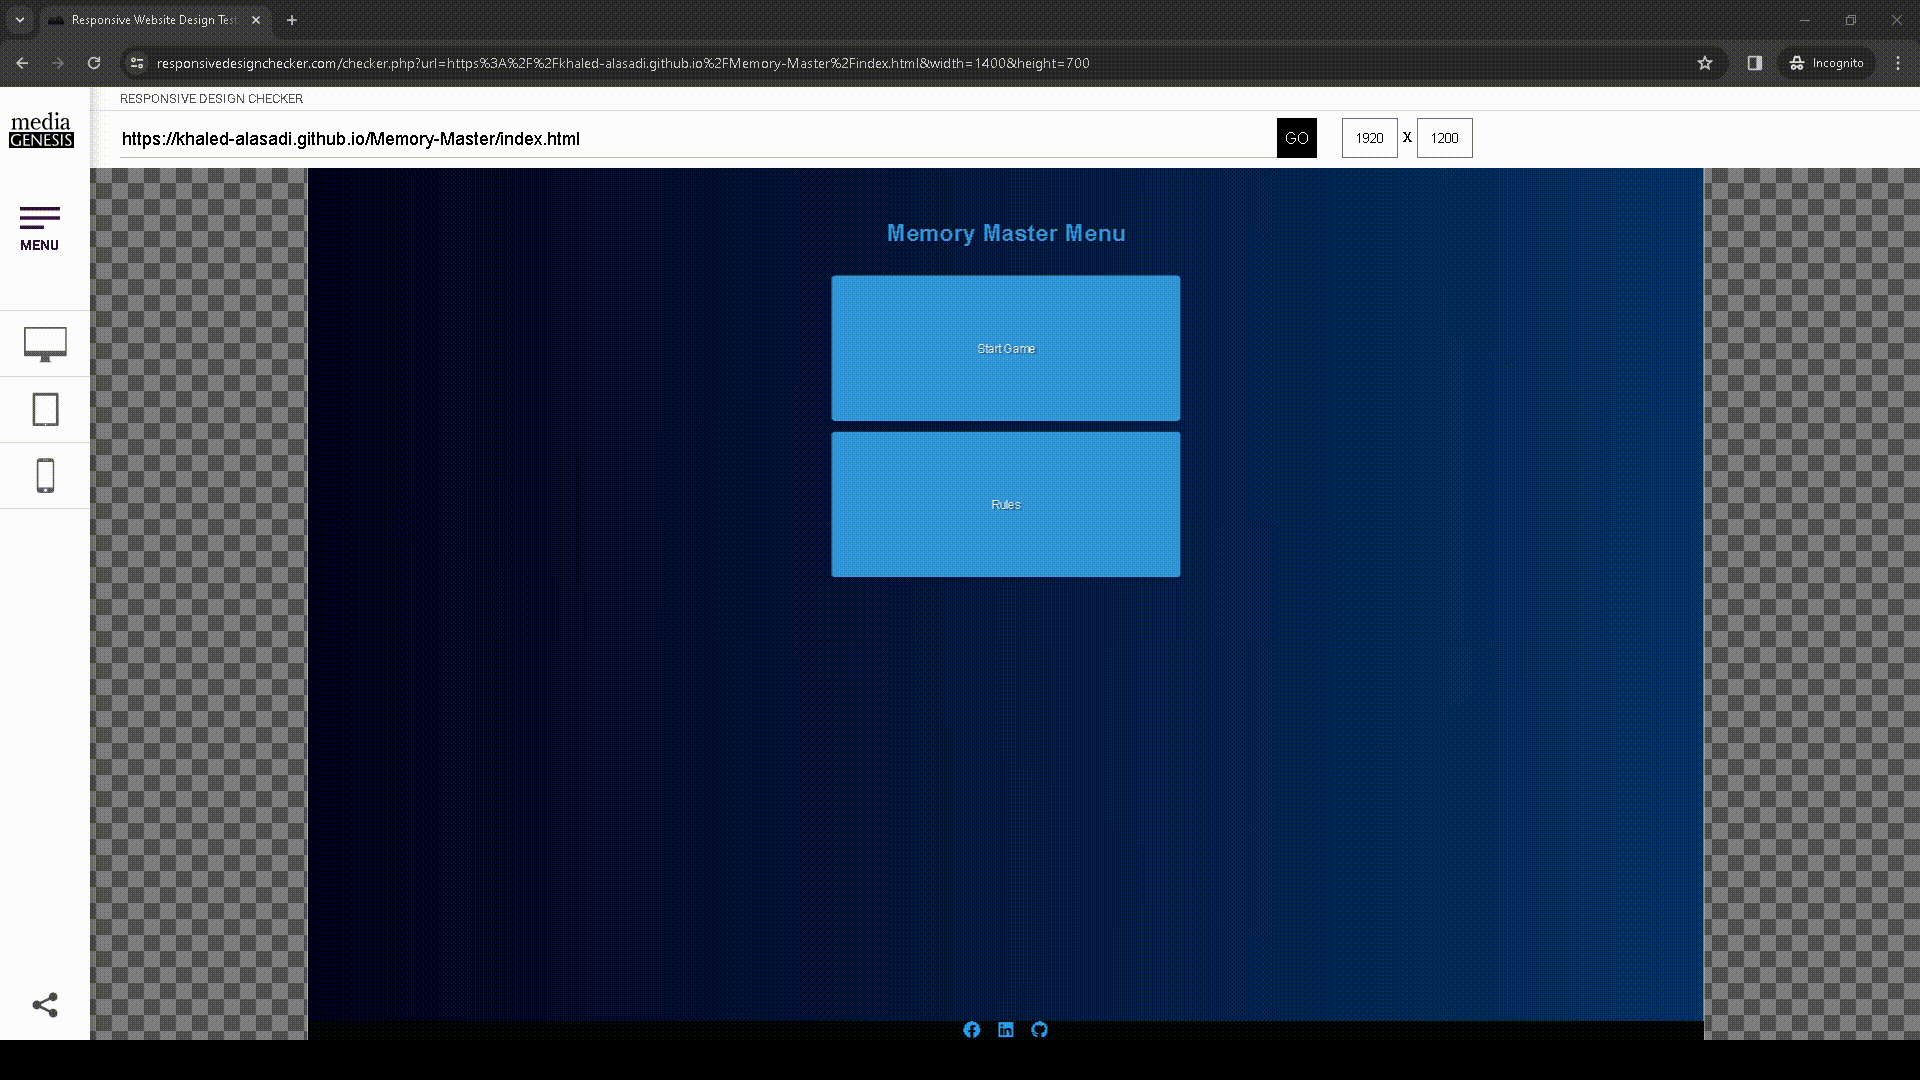 Responsive Website Design Test
responsivedesignchecker.com/checker.php?url=https%3A%2F%2Fkhaled-alasadi.github.io%2FMemory-Master%2Findex.html&width=1400&height=700
Incognito
RESPONSIVE DESIGN CHECKER
media
GENESIS
https://khaled-alasadi.github.io/Memory-Master/index.html
GO
1920 X 1200
MENU
Memory Master Menu
Start Game
Rules